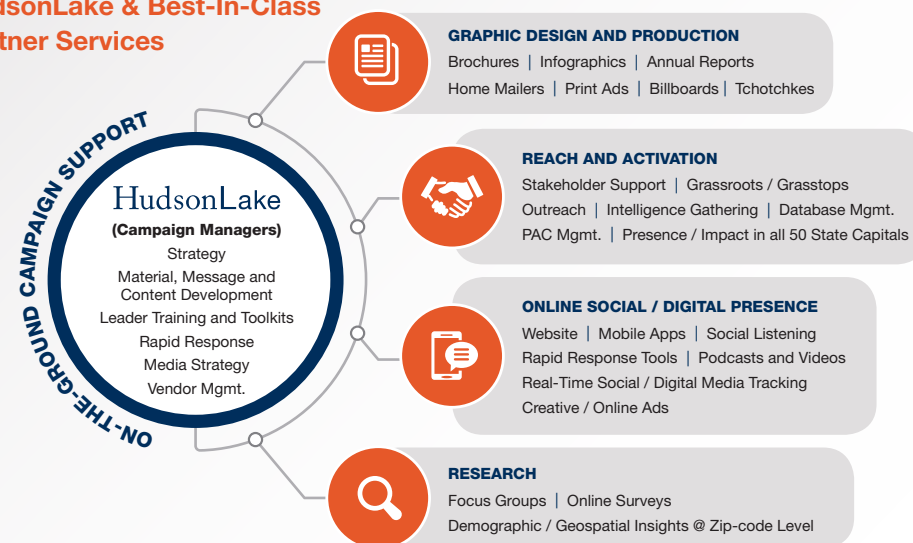 & Best-In-Class
Services
ON-THE-GROUND CAMPAIGN SUPPORT
HudsonLake
(Campaign Managers)
Strategy
Material, Message and
Content Development
Leader Training and Toolkits
Rapid Response
Media Strategy
Vendor Mgmt.
GRAPHIC DESIGN AND PRODUCTION
Brochures | Infographics | Annual Reports
Home Mailers | Print Ads | Billboards | Tchotchkes
REACH AND ACTIVATION
Stakeholder Support | Grassroots / Grasstops
Outreach | Intelligence Gathering | Database Mgmt.
PAC Mgmt. | Presence / Impact in all 50 State Capitals
ONLINE SOCIAL / DIGITAL PRESENCE
Website | Mobile Apps | Social Listening
Rapid Response Tools | Podcasts and Videos
Real-Time Social / Digital Media Tracking
Creative / Online Ads
RESEARCH
Focus Groups | Online Surveys
Demographic / Geospatial Insights @ Zip-code Level